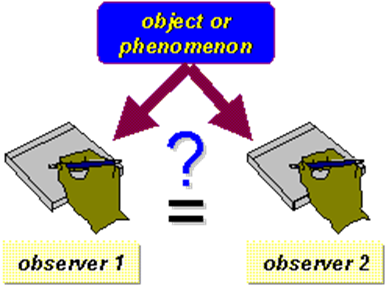 object or
phenomenon
?
=
observer 1
observer 2